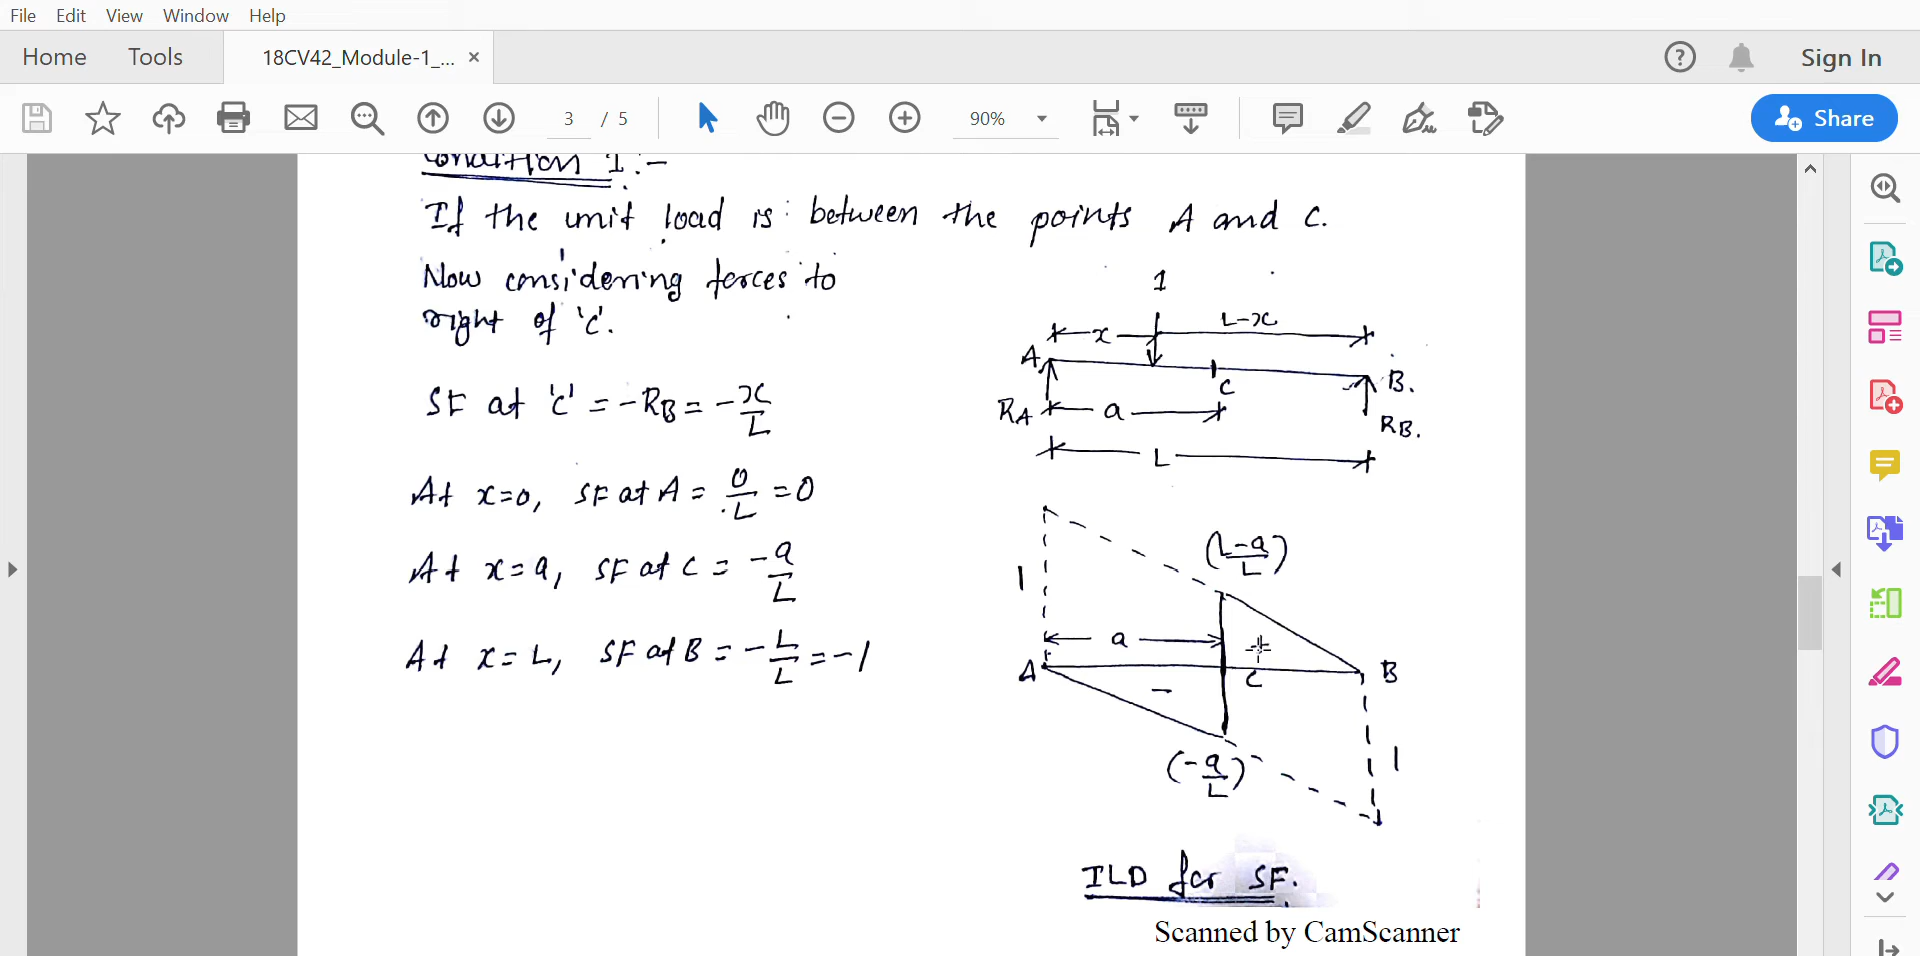 File Edit View Window Help
Home Tools 18CV42_Module-1_... × Sign In
3 / 5 90% Share
Condition 1:-
If the unit load is between the points A and C.
Now considering forces to
right of 'C'.
1
x L-x
A B.
C
RA a RB.
L
SF at 'C' = -RB = -x/L
At x=0, SF at A = 0/L = 0
At x=a, SF at C = -a/L
At x=L, SF at B = -L/L = -1
(L-a/L)
1
a +
A C B
-
(-a/L) 1
ILD for SF.
Scanned by CamScanner